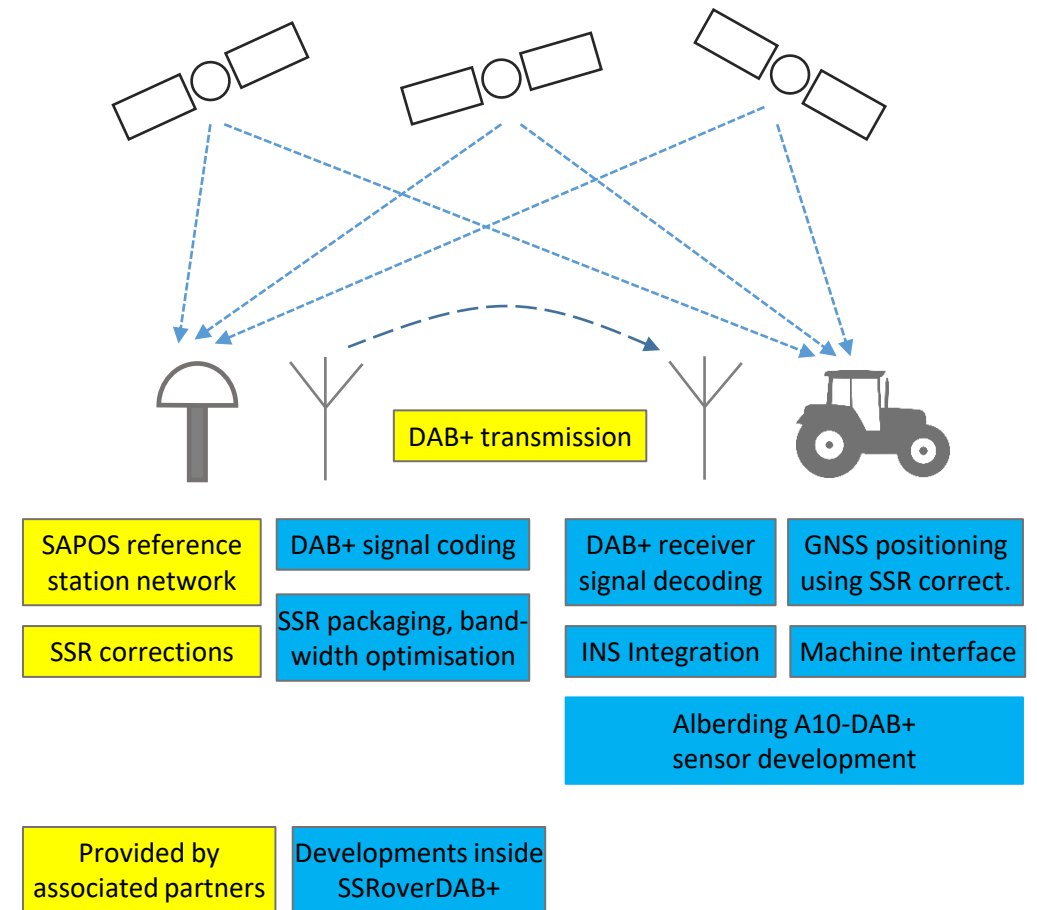 DAB+ transmission
SAPOS reference
station network
DAB+ signal coding
DAB+ receiver
signal decoding
GNSS positioning
using SSR correct.
SSR corrections
SSR packaging, band-
width optimisation
INS Integration
Machine interface
Alberding A10-DAB+
sensor development
Provided by
associated partners
Developments inside
SSRoverDAB+